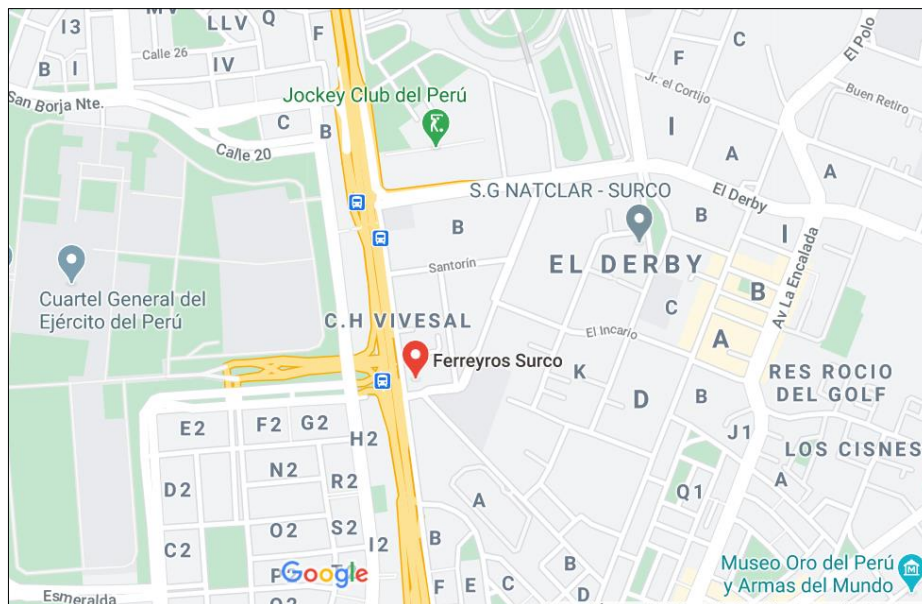 I3
MV
LLV
Q
F
Calle 26
B
I
IV
San Borja Nte.
C
B
Calle 20
Jockey Club del Perú
F
C
El Polo
Jr. el Cortijo
Buen Retiro
I
A
A
El Derby
S.G NATCLAR - SURCO
B
B
I
Santorín
EL DERBY
Cuartel General del
Ejército del Perú
C
B
Av La Encalada
C.H VIVESAL
El Incario
A
Ferreyros Surco
K
D
B
RES ROCIO
DEL GOLF
E2
F2
G2
H2
J1
LOS CISNES
N2
D2
R2
A
Q1
A
O2
S2
C2
I2
B
B
Google
F
E
C
D
Esmeralda
O2
Museo Oro del Perú
y Armas del Mundo